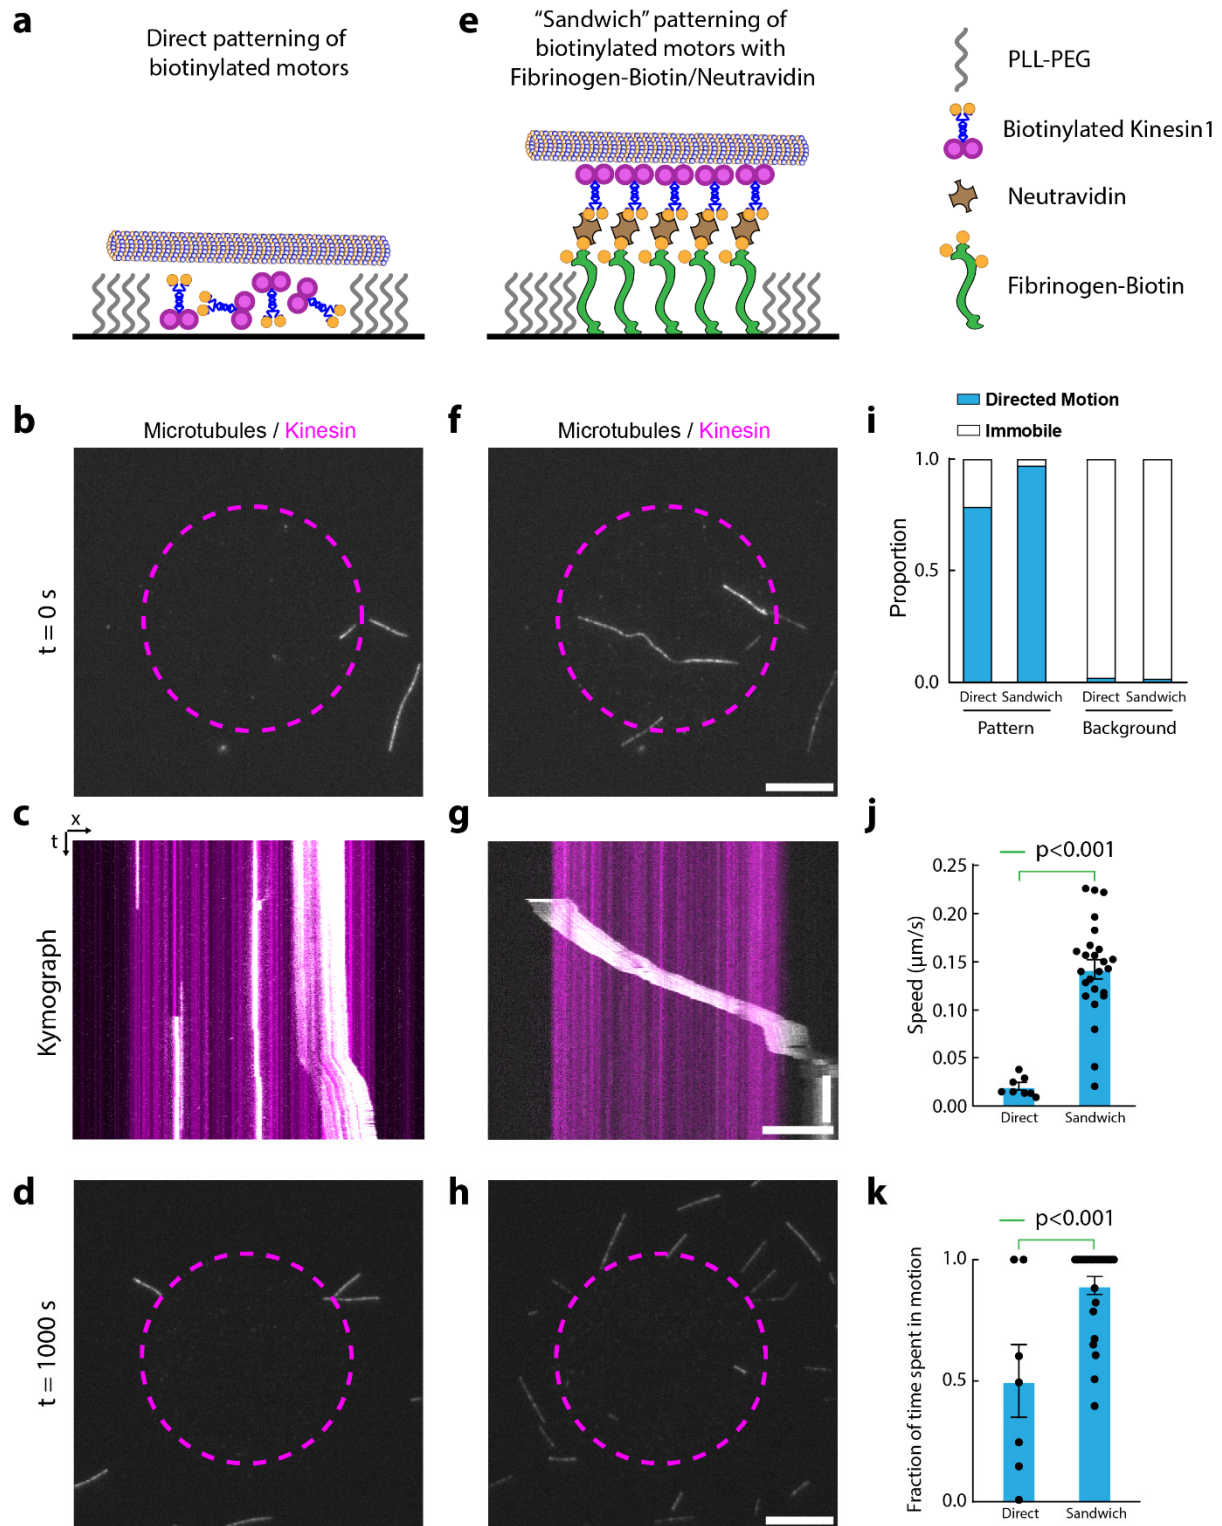 a
Direct patterning of
biotinylated motors
e
“Sandwich” patterning of
biotinylated motors with
Fibrinogen-Biotin/Neutravidin
PLL-PEG
Biotinylated Kinesin1
Neutravidin
Fibrinogen-Biotin
b
Microtubules / Kinesin
t = 0 s
f
Microtubules / Kinesin
i
Directed Motion
Immobile
Proportion
1.0
0.5
0.0
Direct Sandwich Direct Sandwich
Pattern Background
c
x
t
Kymograph
g
j
p<0.001
Speed (µm/s)
0.25
0.20
0.15
0.10
0.05
0.00
Direct Sandwich
d
t = 1000 s
h
k
p<0.001
Fraction of time spent in motion
1.0
0.5
0.0
Direct Sandwich